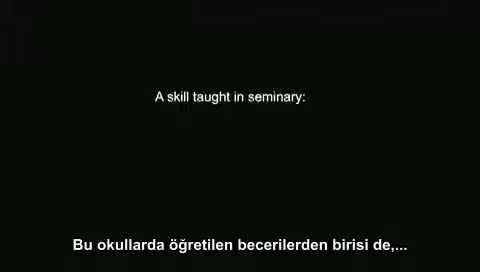 A skill taught in seminary:
Bu okullarda öğretilen becerilerden birisi de,...